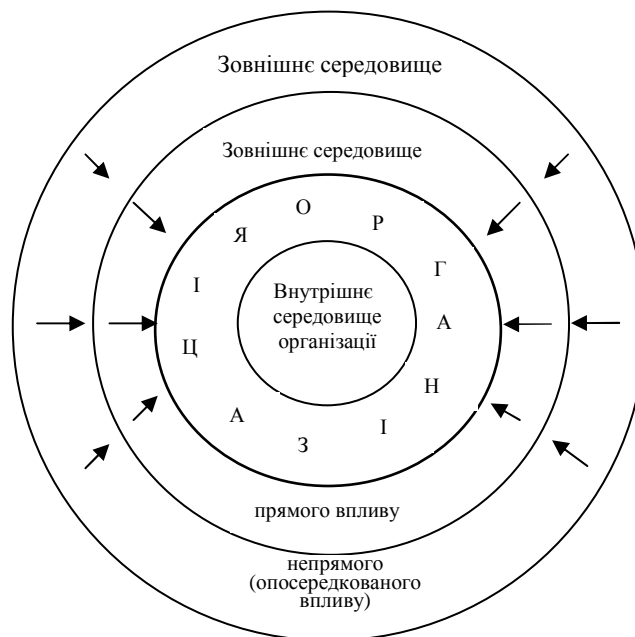 Зовнішнє середовище
Зовнішнє середовище
О Р Г А Н І З А Ц І Я
Внутрішнє
середовище
організації
прямого впливу
непрямого
(опосередкованого
впливу)